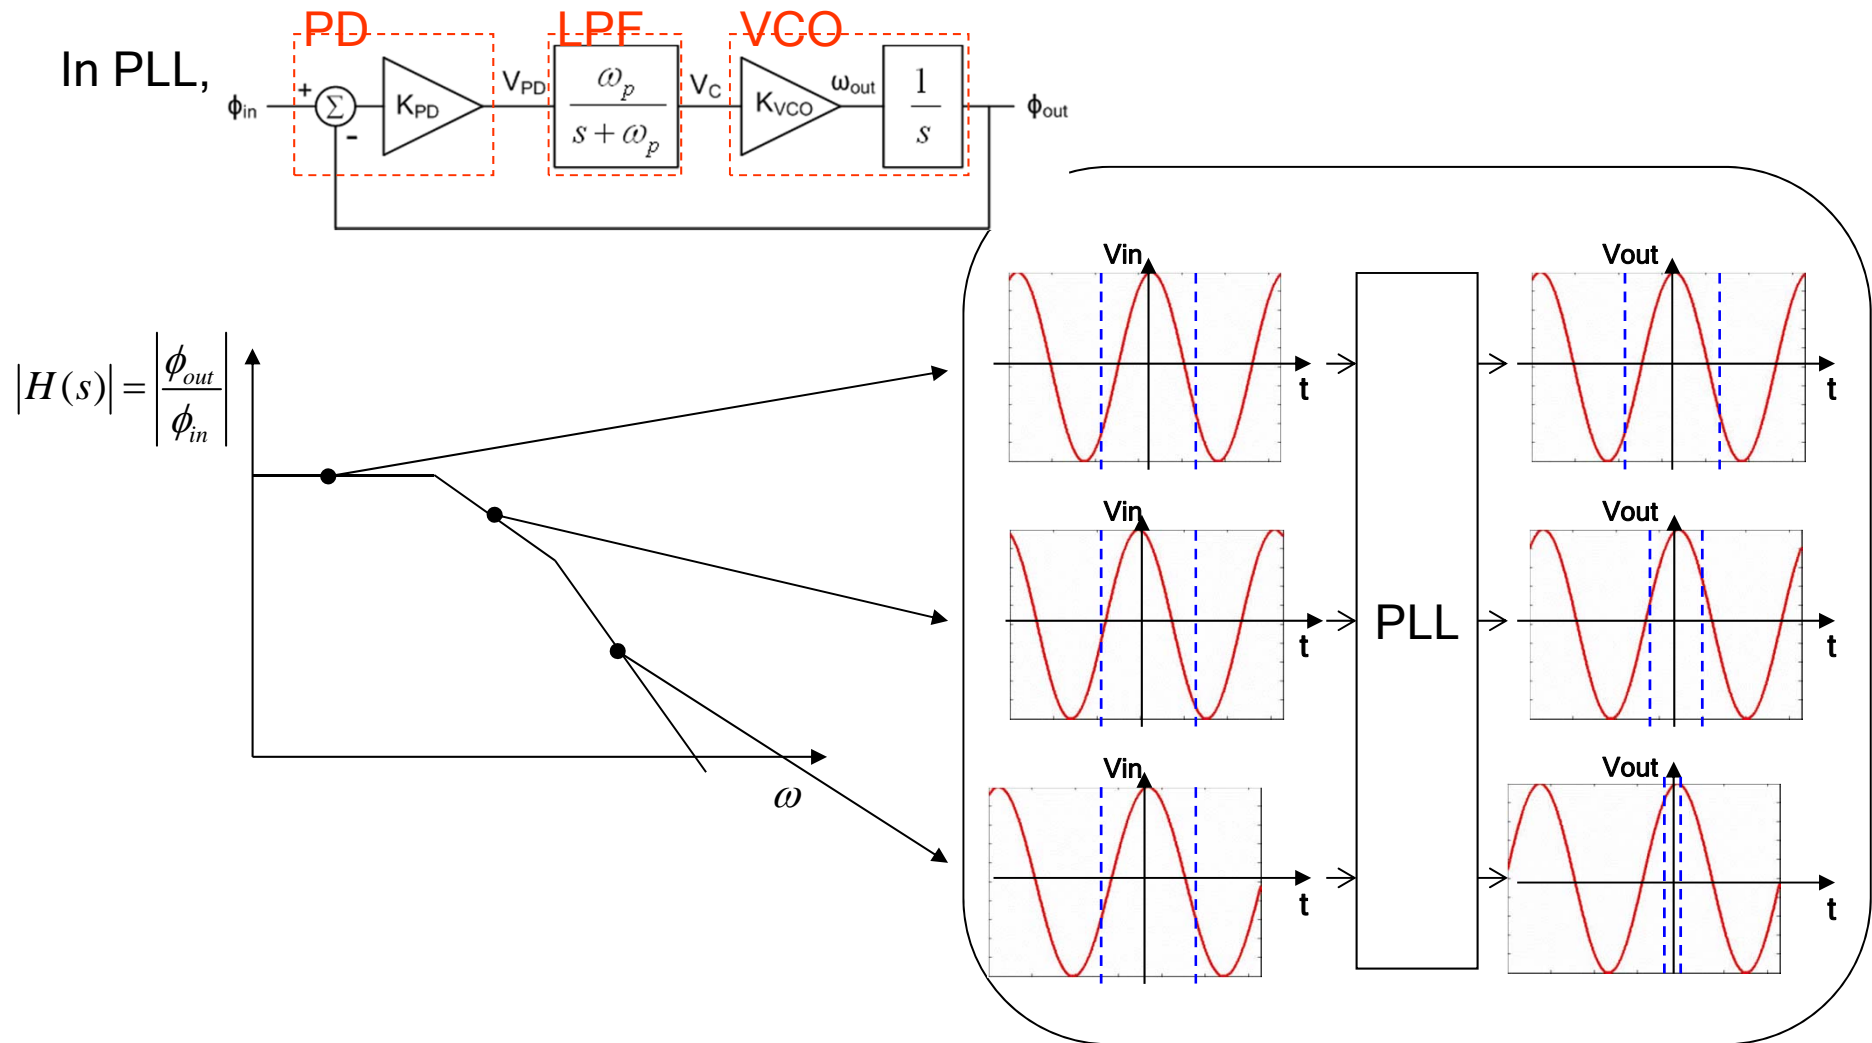 PD LPF VCO
In PLL,
ϕin + Σ - KPD VPD ωp / (s + ωp) VC KVCO ωout 1/s ϕout
|H(s)| = |ϕout / ϕin|
ω
Vin t Vout t
Vin t PLL Vout t
Vin t Vout t